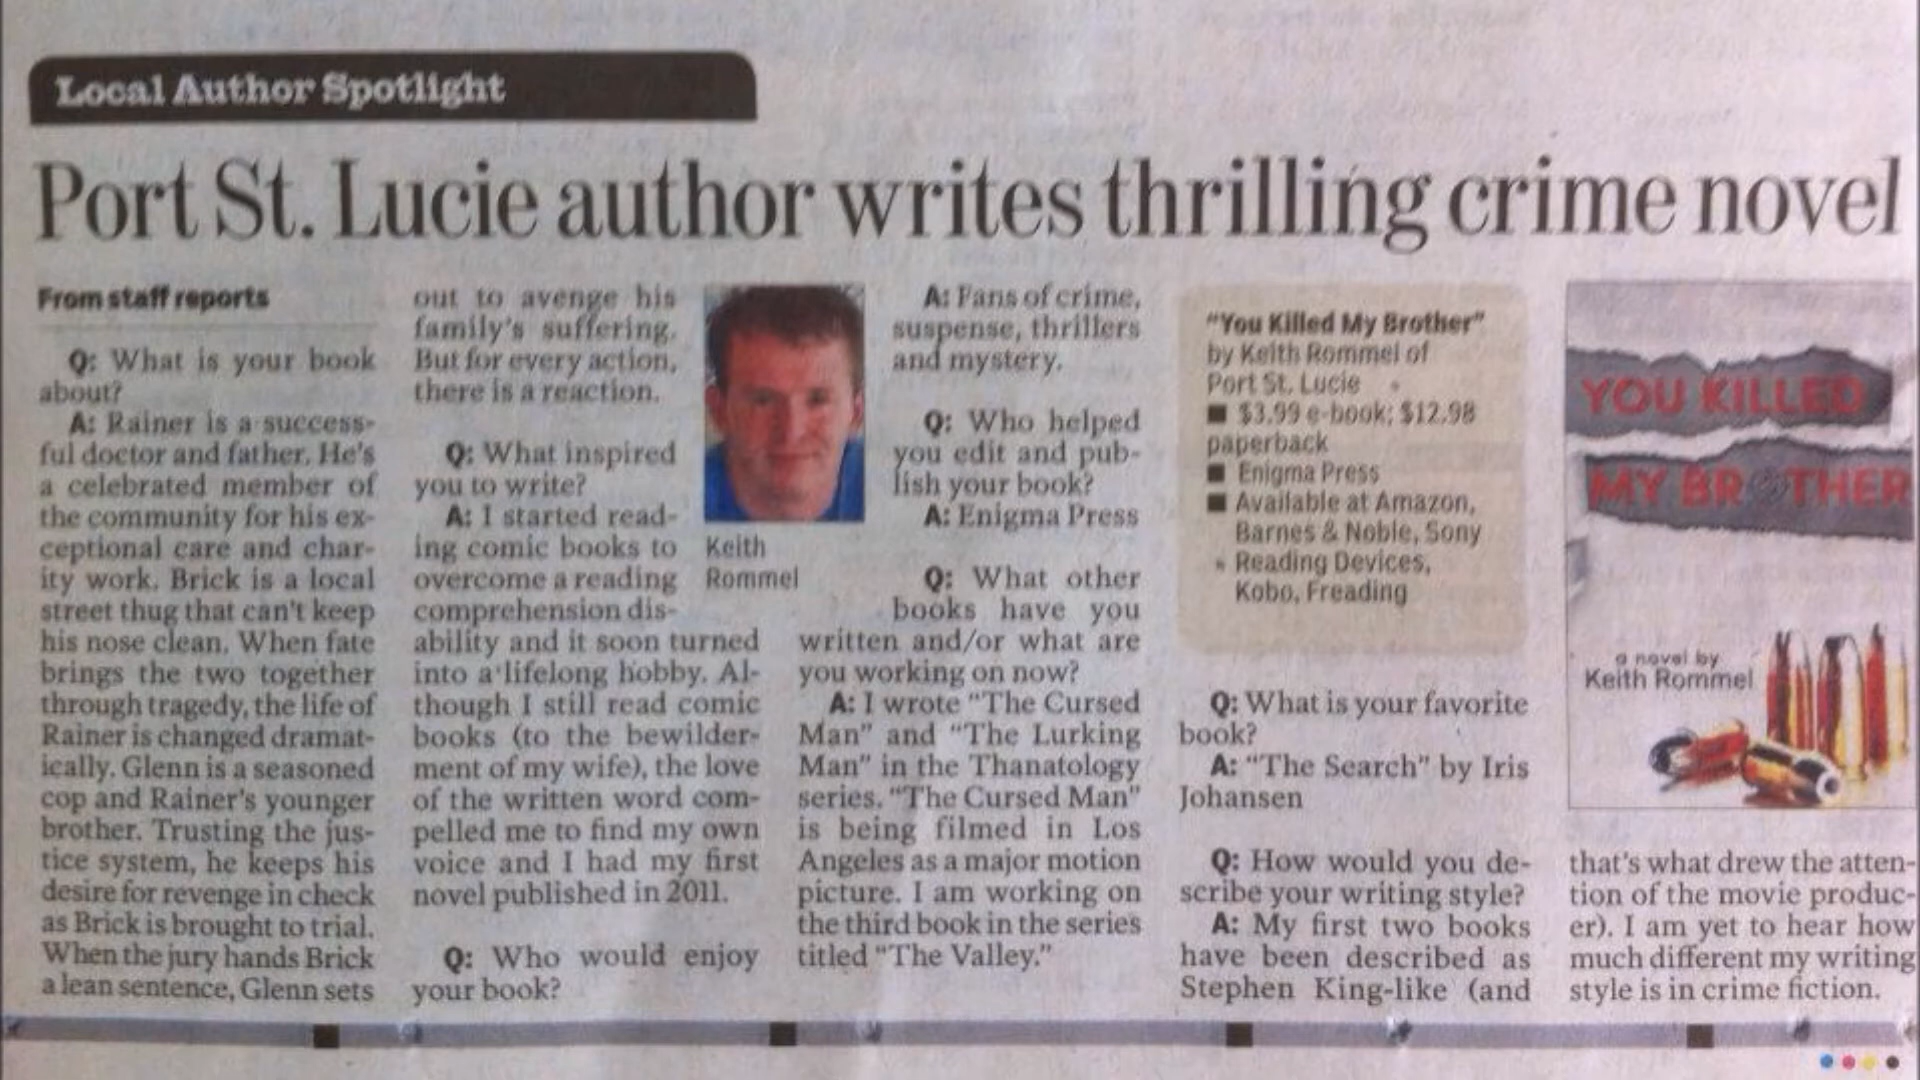 Local Author Spotlight
Port St. Lucie author writes thrilling crime novel
From staff reports
Q: What is your book
about?
A: Rainer is a success-
ful doctor and father. He's
a celebrated member of
the community for his ex-
ceptional care and char-
ity work. Brick is a local
street thug that can't keep
his nose clean. When fate
brings the two together
through tragedy, the life of
Rainer is changed dramat-
ically. Glenn is a seasoned
cop and Rainer's younger
brother. Trusting the jus-
tice system, he keeps his
desire for revenge in check
as Brick is brought to trial.
When the jury hands Brick
a lean sentence, Glenn sets
out to avenge his
family's suffering.
But for every action,
there is a reaction.
Q: What inspired
you to write?
A: I started read-
ing comic books to
overcome a reading
comprehension dis-
ability and it soon turned
into a lifelong hobby. Al-
though I still read comic
books (to the bewilder-
ment of my wife), the love
of the written word com-
pelled me to find my own
voice and I had my first
novel published in 2011.
Q: Who would enjoy
your book?
Keith
Rommel
A: Fans of crime,
suspense, thrillers
and mystery.
Q: Who helped
you edit and pub-
lish your book?
A: Enigma Press
Q: What other
books have you
written and/or what are
you working on now?
A: I wrote "The Cursed
Man" and "The Lurking
Man" in the Thanatology
series. "The Cursed Man"
is being filmed in Los
Angeles as a major motion
picture. I am working on
the third book in the series
titled "The Valley."
"You Killed My Brother"
by Keith Rommel of
Port St. Lucie
■ $3.99 e-book; $12.98
paperback
■ Enigma Press
■ Available at Amazon,
Barnes & Noble, Sony
Reading Devices,
Kobo, Freading
Q: What is your favorite
book?
A: "The Search" by Iris
Johansen
Q: How would you de-
scribe your writing style?
A: My first two books
have been described as
Stephen King-like (and
YOU KILLED
MY BROTHER
a novel by
Keith Rommel
that's what drew the atten-
tion of the movie produc-
er). I am yet to hear how
much different my writing
style is in crime fiction.